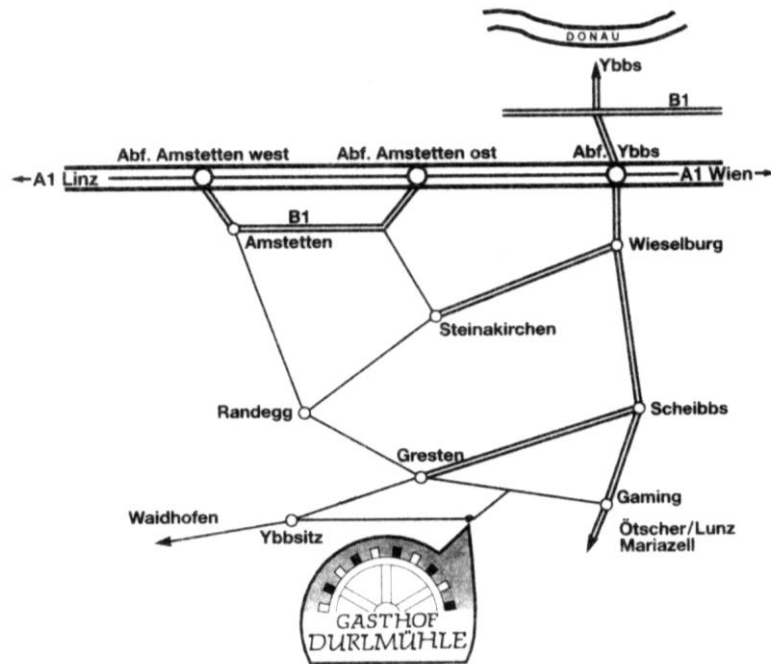 DONAU
Ybbs
B1
Abf. Amstetten west
Abf. Amstetten ost
Abf. Ybbs
A1 Linz
A1 Wien
B1
Amstetten
Wieselburg
Steinakirchen
Randegg
Scheibbs
Gresten
Gaming
Waidhofen
Ybbsitz
Ötscher/Lunz
Mariazell
GASTHOF
DURLMÜHLE